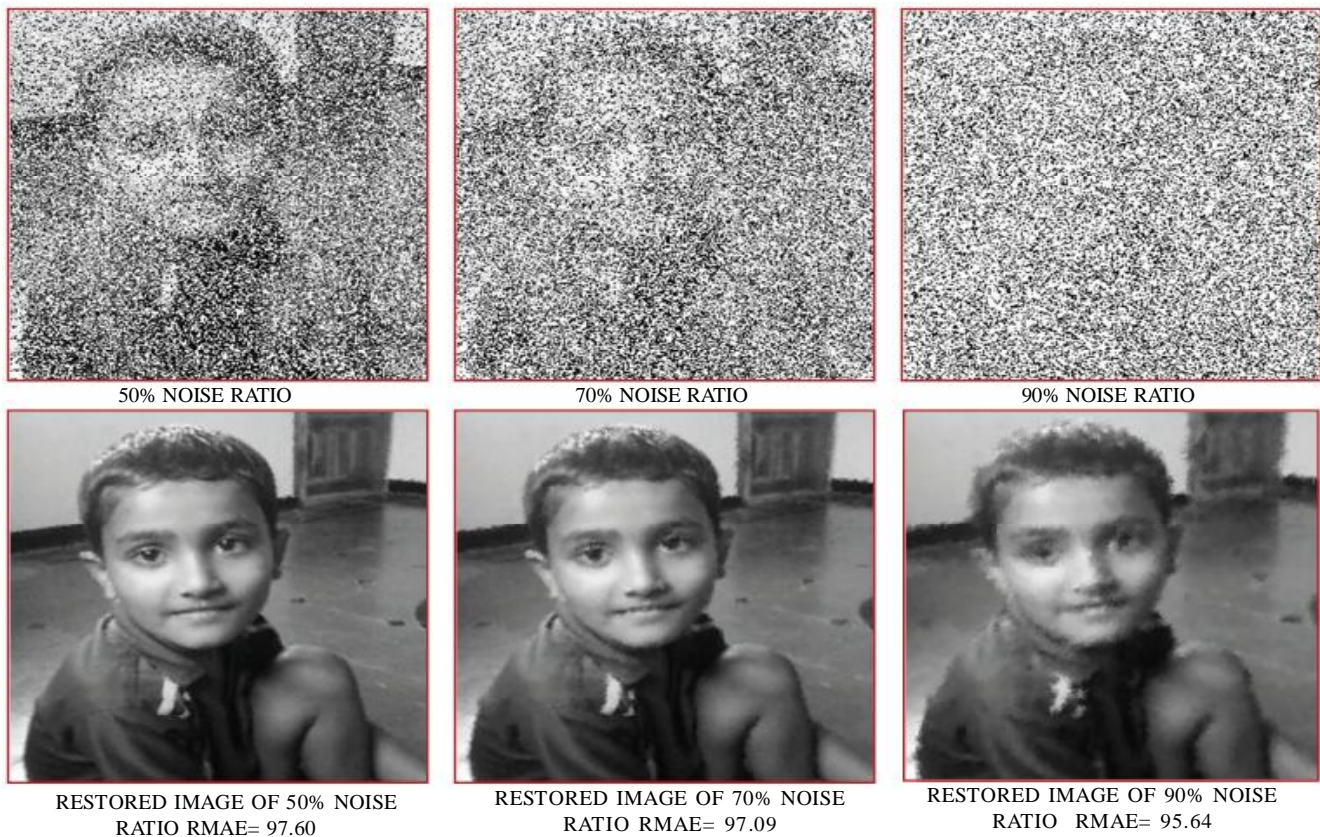 50% NOISE RATIO
70% NOISE RATIO
90% NOISE RATIO
RESTORED IMAGE OF 50% NOISE
RATIO RMAE= 97.60
RESTORED IMAGE OF 70% NOISE
RATIO RMAE= 97.09
RESTORED IMAGE OF 90% NOISE
RATIO RMAE= 95.64